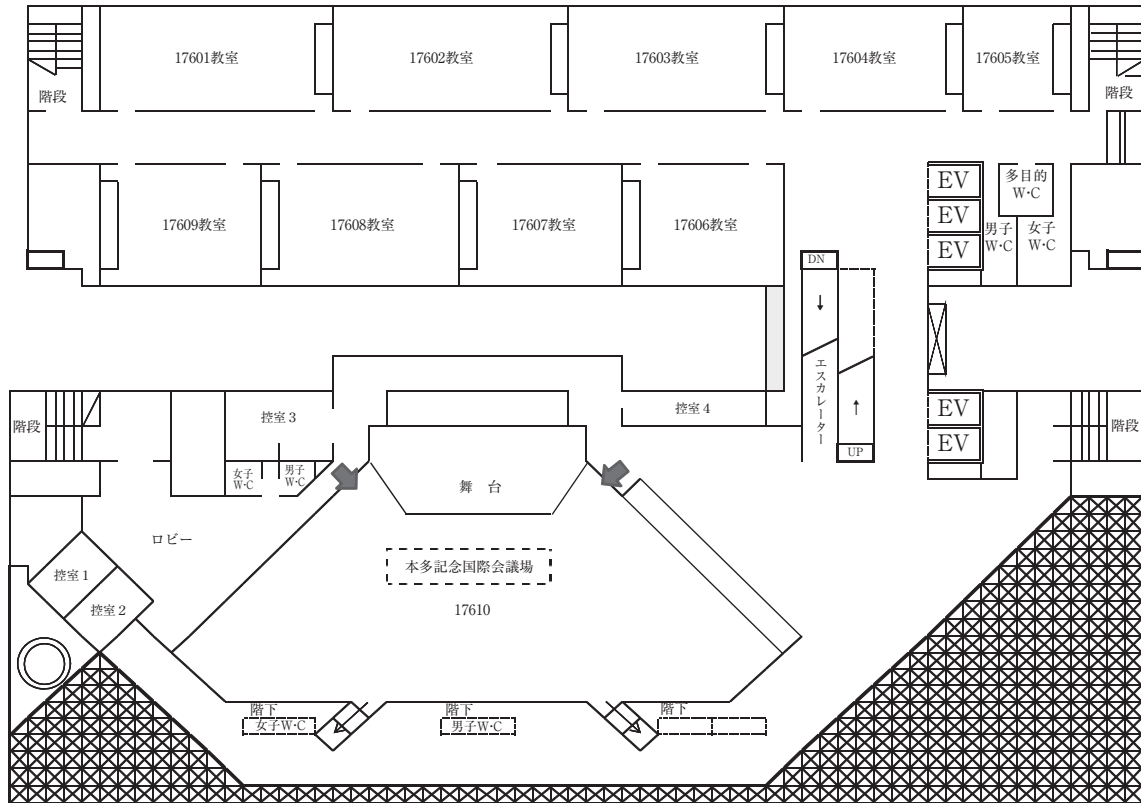 17601教室
17602教室
17603教室
17604教室
17605教室
階段
階段
EV
多目的
W·C
EV
男子
W·C
女子
W·C
EV
17609教室
17608教室
17607教室
17606教室
DN
↓
エスカレーター
↑
UP
控室3
控室4
EV
EV
階段
階段
女子
W·C
男子
W·C
舞 台
ロビー
本多記念国際会議場
17610
控室1
控室2
階下
女子W·C
階下
男子W·C
階下